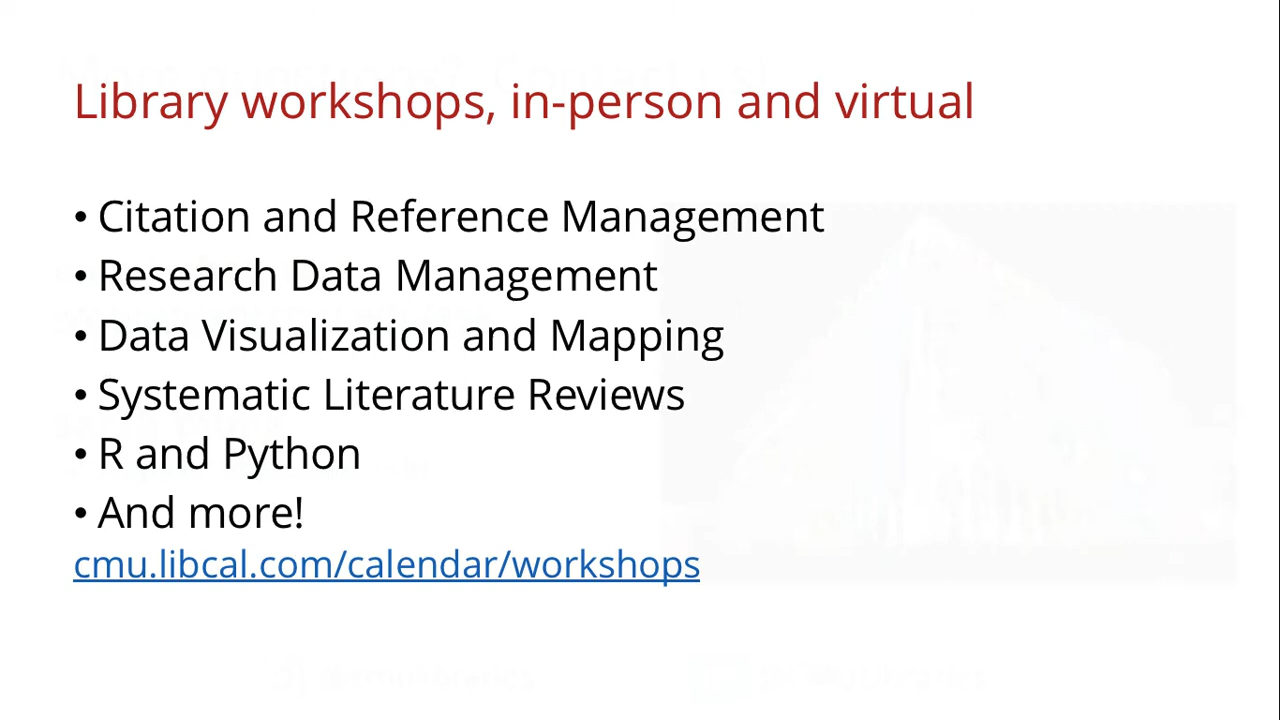 Library workshops, in-person and virtual
• Citation and Reference Management
• Research Data Management
• Data Visualization and Mapping
• Systematic Literature Reviews
• R and Python
• And more!
cmu.libcal.com/calendar/workshops